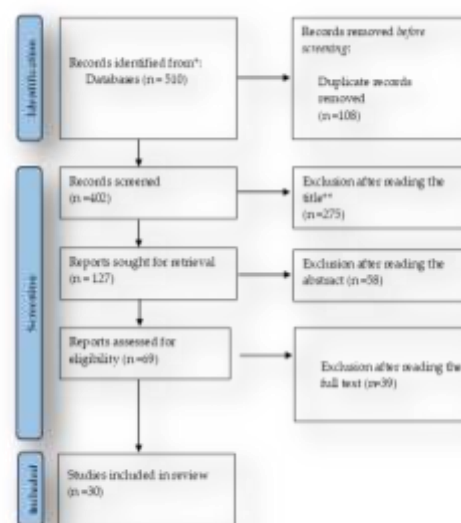 Identification
Records identified from*:
Databases (n = 510)
Records removed before
screening:
Duplicate records
removed
(n =108)
Screening
Records screened
(n =402)
Exclusion after reading the
title**
(n =275)
Reports sought for retrieval
(n = 127)
Exclusion after reading the
abstract (n =58)
Reports assessed for
eligibility (n =69)
Exclusion after reading the
full text (n=39)
Included
Studies included in review
(n =30)